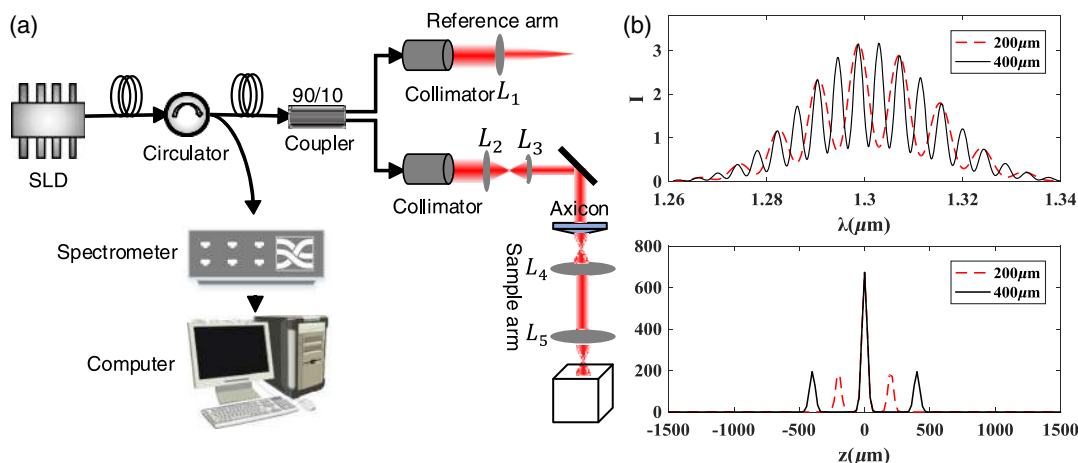 (a)
Reference arm
Collimator
L₁
90/10
Coupler
Circulator
SLD
L₂
L₃
Collimator
Axicon
Spectrometer
L₄
Sample arm
L₅
Computer
(b)
3
2
1
0
I
200μm
400μm
1.26
1.28
1.3
1.32
1.34
λ(μm)
800
600
400
200
0
200μm
400μm
-1500
-1000
-500
0
500
1000
1500
z(μm)